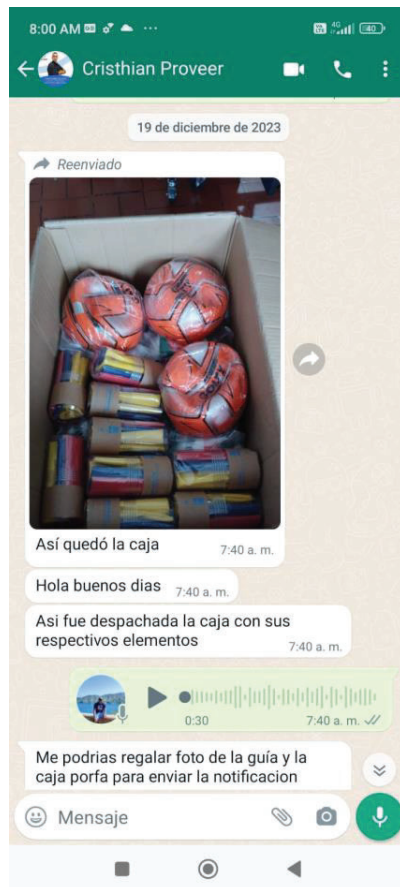 8:00 AM
4G
40
Cristhian Proveer
19 de diciembre de 2023
Reenviado
Así quedó la caja
7:40 a. m.
Hola buenos dias 7:40 a. m.
Asi fue despachada la caja con sus
respectivos elementos
7:40 a. m.
0:30 7:40 a. m.
Me podrias regalar foto de la guía y la
caja porfa para enviar la notificacion
Mensaje